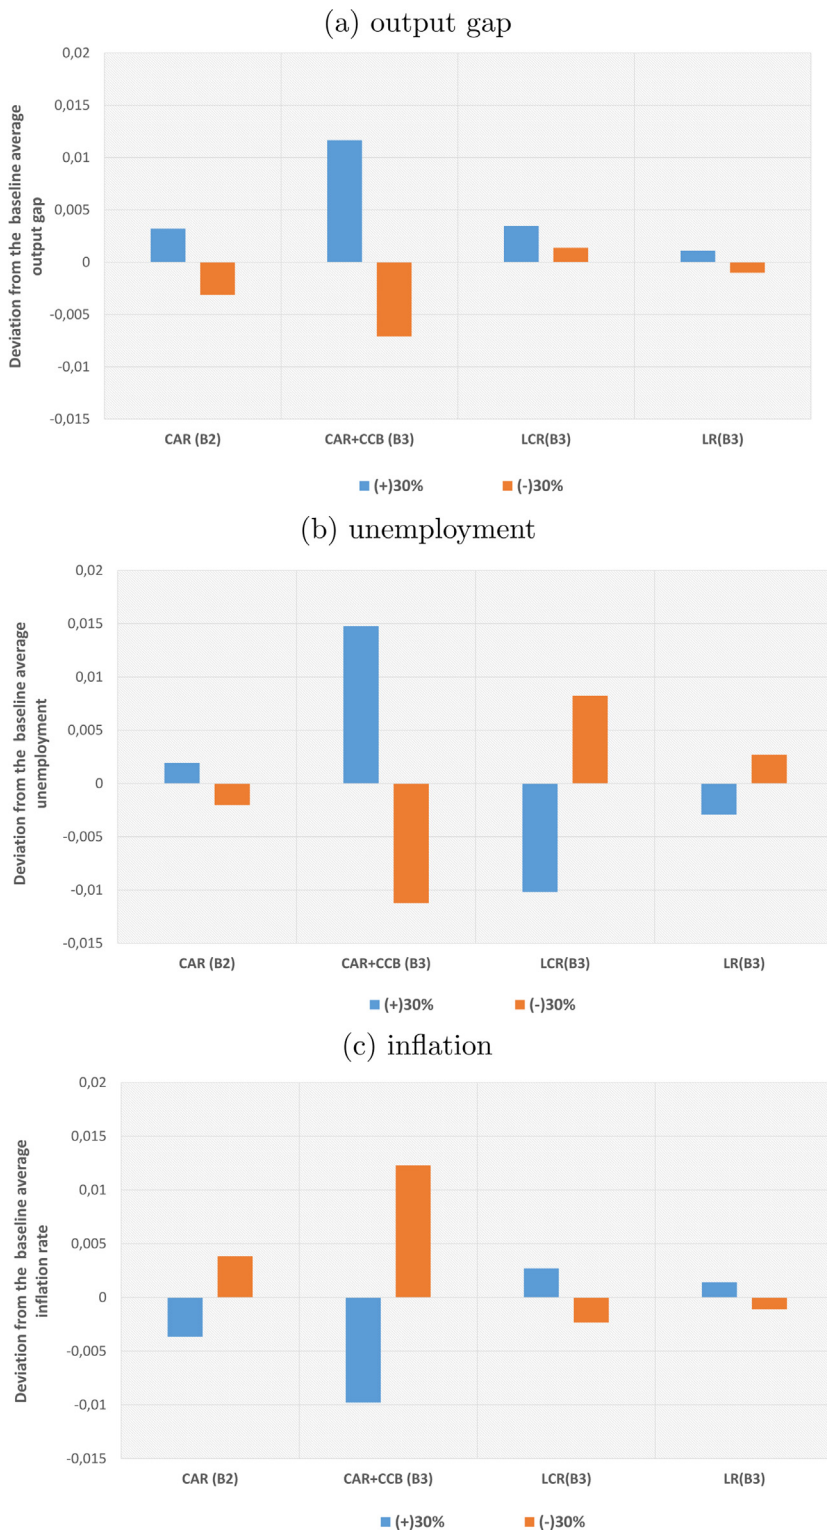 (a) output gap
Deviation from the baseline average
output gap
0,02
0,015
0,01
0,005
0
-0,005
-0,01
-0,015
CAR (B2) CAR+CCB (B3) LCR(B3) LR(B3)
(+)30% (-)30%
(b) unemployment
Deviation from the baseline average
unemployment
0,02
0,015
0,01
0,005
0
-0,005
-0,01
-0,015
CAR (B2) CAR+CCB (B3) LCR(B3) LR(B3)
(+)30% (-)30%
(c) inflation
Deviation from the baseline average
inflation rate
0,02
0,015
0,01
0,005
0
-0,005
-0,01
-0,015
CAR (B2) CAR+CCB (B3) LCR(B3) LR(B3)
(+)30% (-)30%